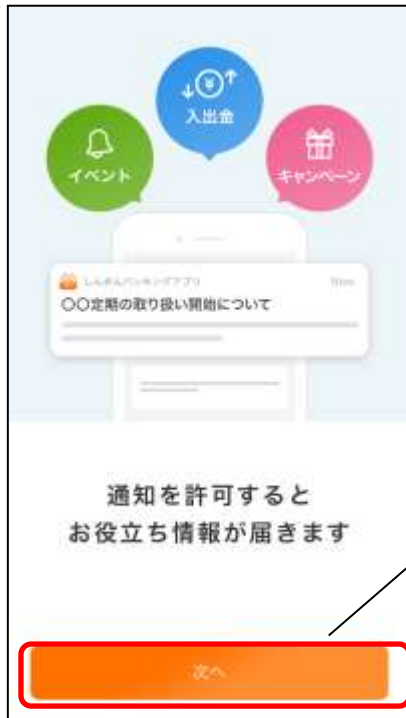 入出金
イベント
キャンペーン
しんきんバンキングアプリ
Now
〇〇定期の取り扱い開始について
通知を許可すると
お役立ち情報が届きます
次へ